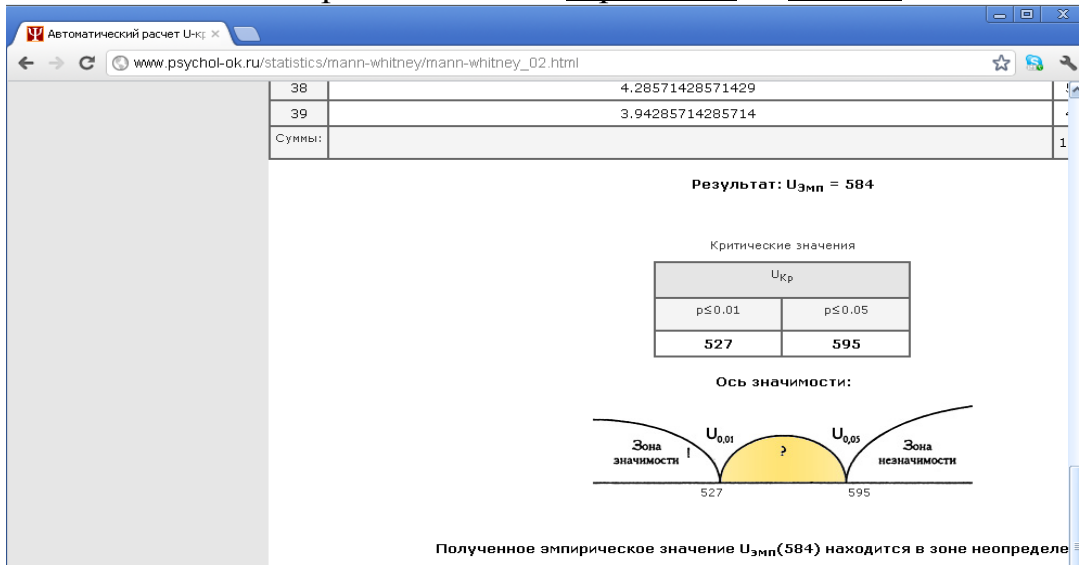 Автоматический расчет U-кр
www.psychol-ok.ru/statistics/mann-whitney/mann-whitney_02.html
38 4.28571428571429
39 3.94285714285714
Суммы: 1
Результат: Uэмп = 584
Критические значения
UКр
p≤0.01 p≤0.05
527 595
Ось значимости:
Зона значимости ! U0,01 ? U0,05 Зона незначимости
527 595
Полученное эмпирическое значение Uэмп(584) находится в зоне неопределе